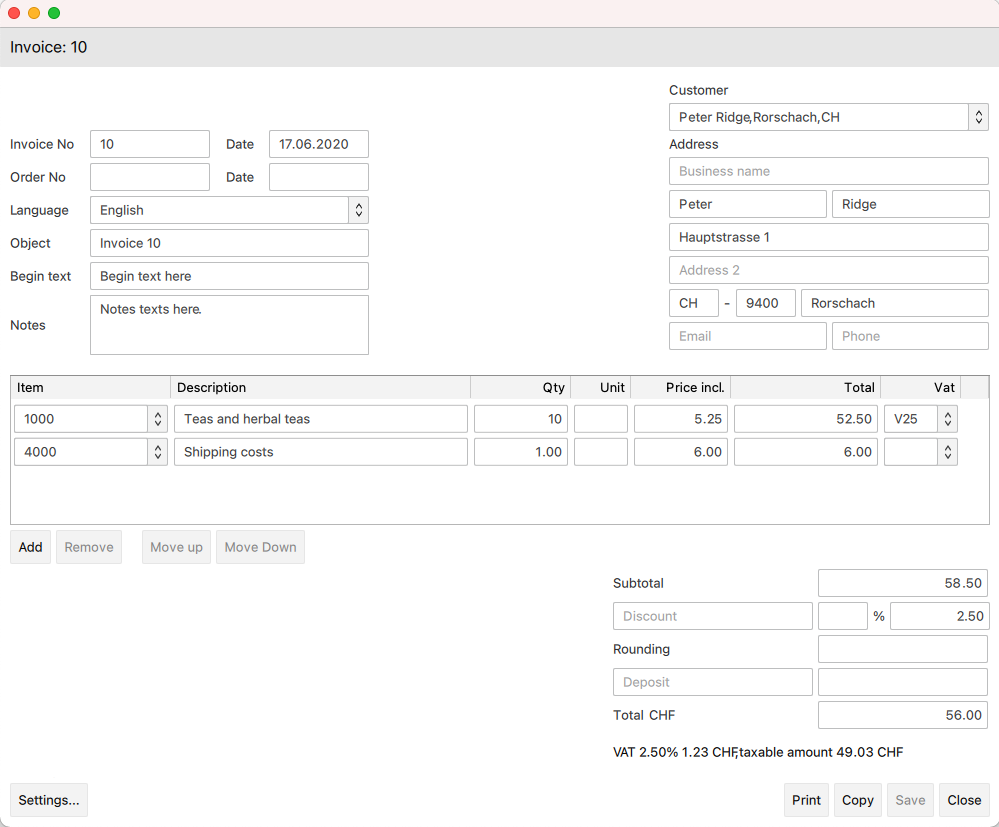 Invoice: 10
Customer
Peter Ridge,Rorschach,CH
Invoice No 10 Date 17.06.2020
Address
Order No Date
Business name
Language English
Peter Ridge
Object Invoice 10
Hauptstrasse 1
Begin text Begin text here
Address 2
Notes Notes texts here.
CH - 9400 Rorschach
Email Phone
Item Description Qty Unit Price incl. Total Vat
1000 Teas and herbal teas 10 5.25 52.50 V25
4000 Shipping costs 1.00 6.00 6.00
Add Remove Move up Move Down
Subtotal 58.50
Discount % 2.50
Rounding
Deposit
Total CHF 56.00
VAT 2.50% 1.23 CHF,taxable amount 49.03 CHF
Settings... Print Copy Save Close